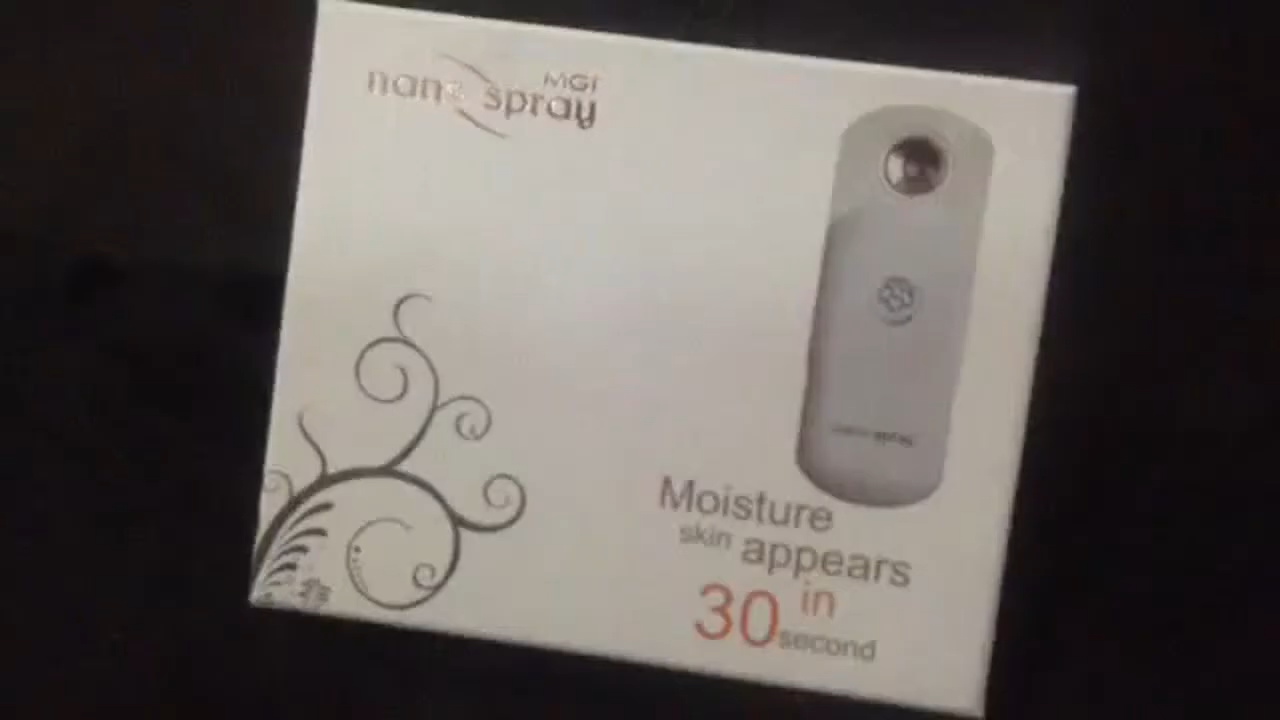 MGI
nano spray
Moisture
skin appears
in
30 second